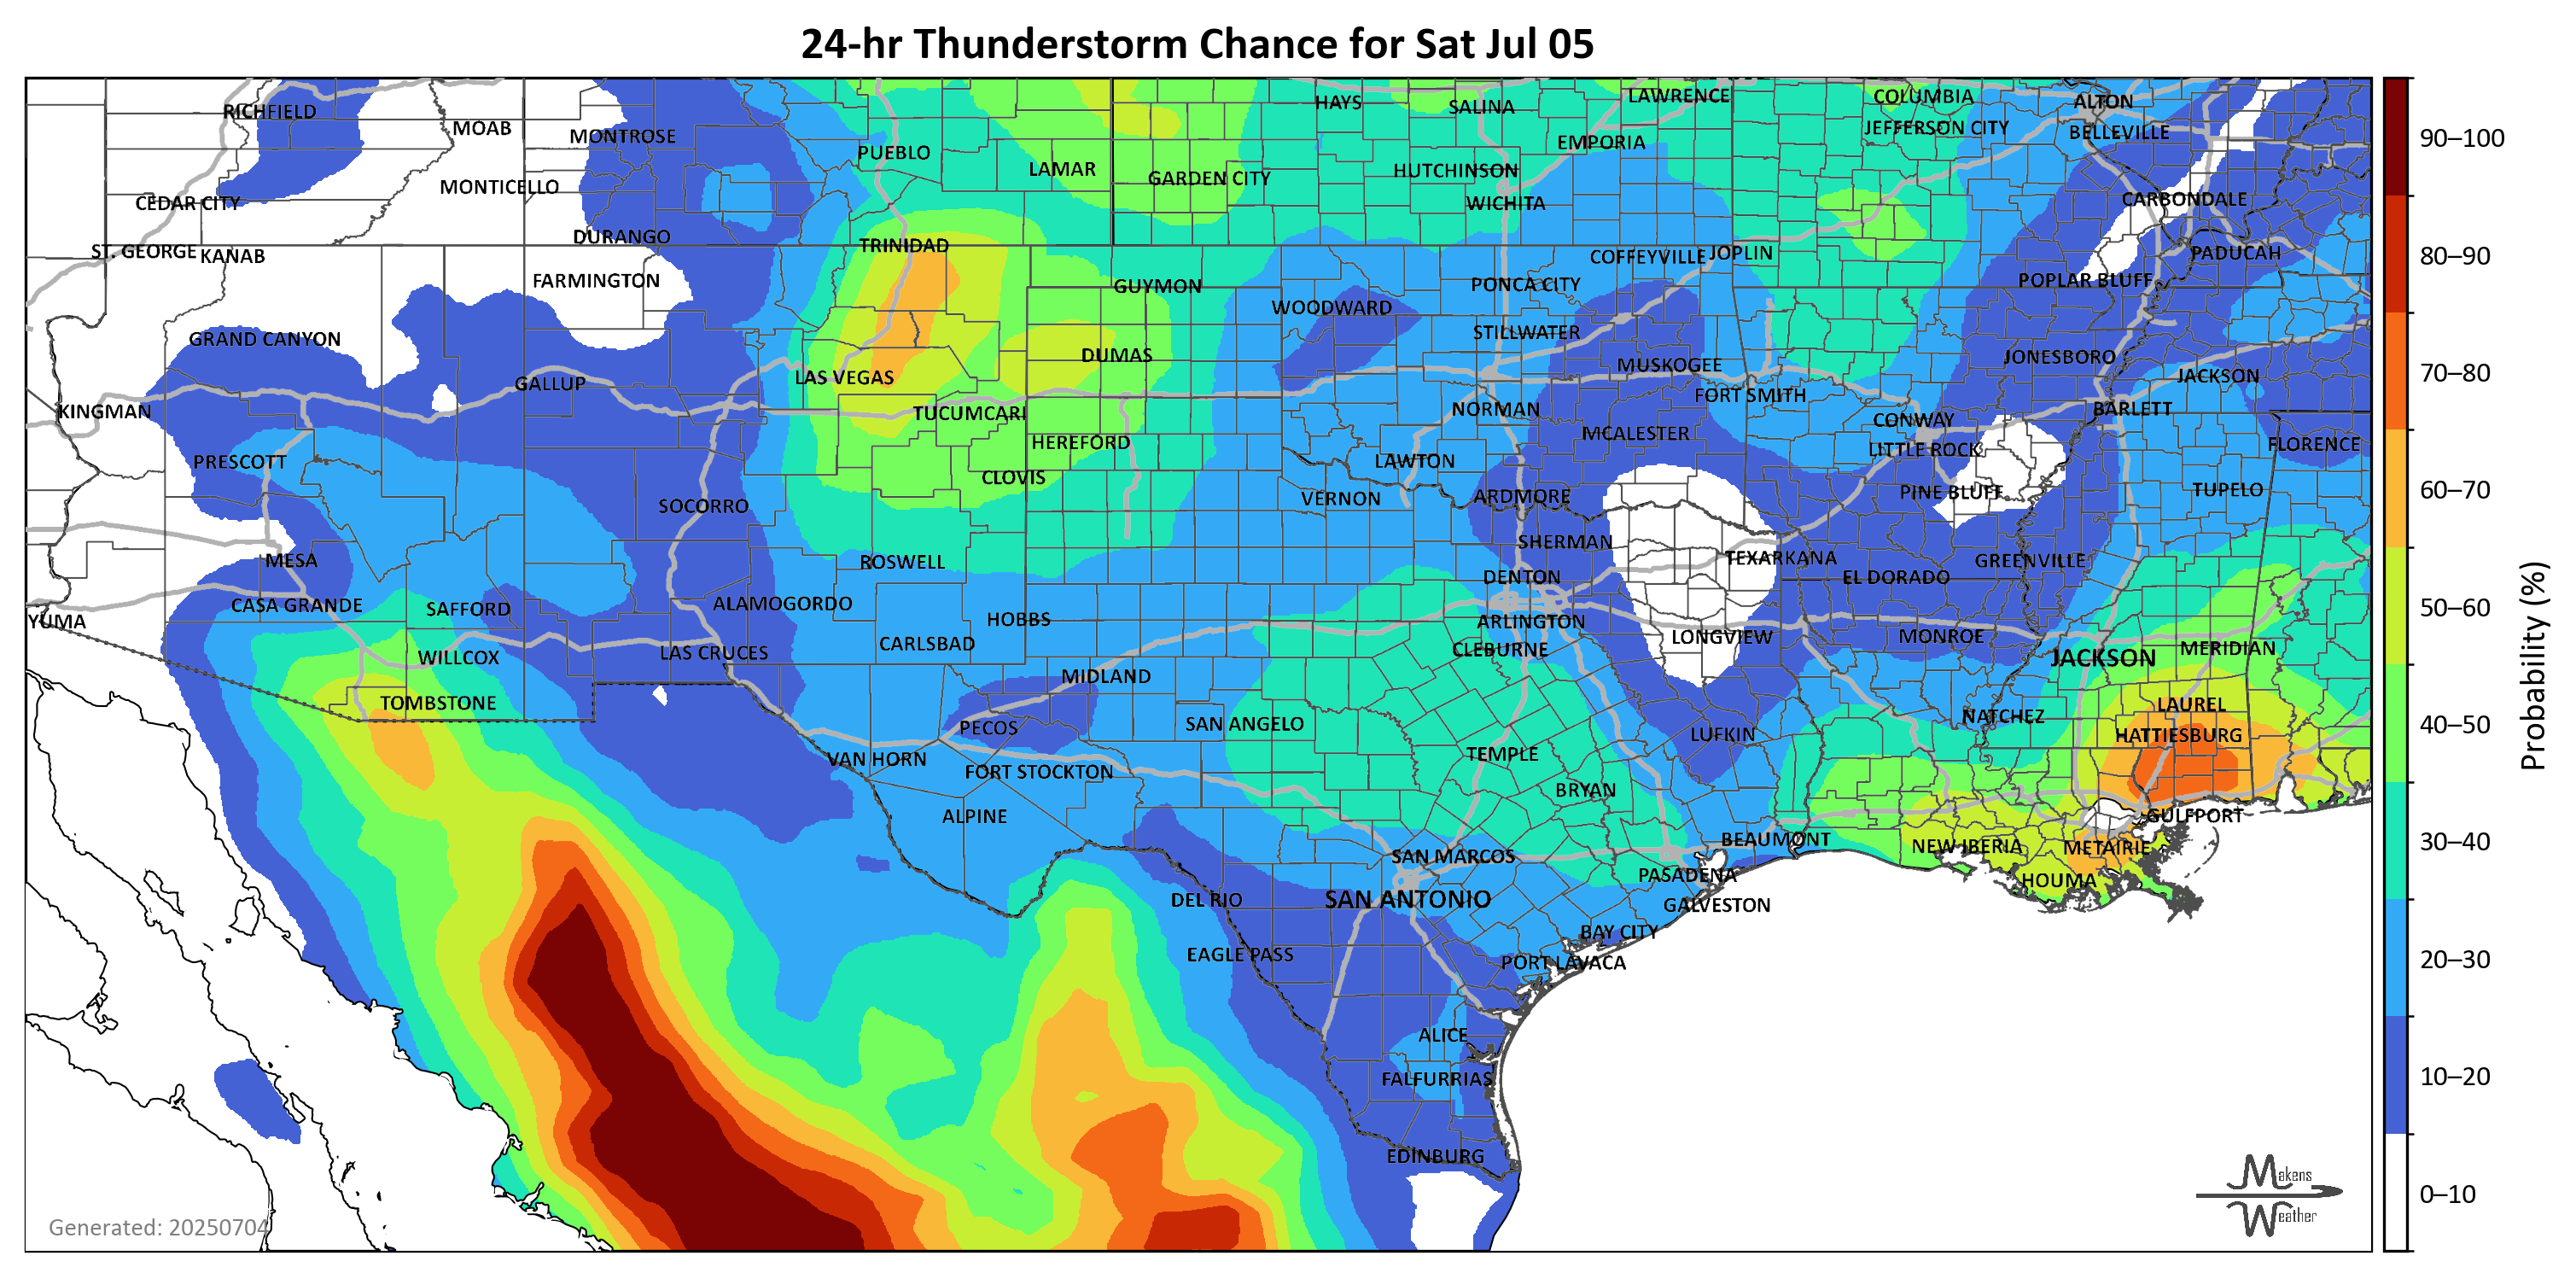 24-hr Thunderstorm Chance for Sat Jul 05
RICHFIELD
MOAB
MONTROSE
PUEBLO
LAMAR
GARDEN CITY
HAYS
SALINA
LAWRENCE
COLUMBIA
ALTON
JEFFERSON CITY
BELLEVILLE
EMPORIA
HUTCHINSON
WICHITA
MONTICELLO
CEDAR CITY
CARBONDALE
DURANGO
TRINIDAD
ST. GEORGE
KANAB
COFFEYVILLE
JOPLIN
PADUCAH
FARMINGTON
GUYMON
PONCA CITY
POPLAR BLUFF
WOODWARD
STILLWATER
GRAND CANYON
DUMAS
JONESBORO
MUSKOGEE
GALLUP
LAS VEGAS
JACKSON
FORT SMITH
KINGMAN
TUCUMCARI
NORMAN
BARLETT
CONWAY
MCALESTER
HEREFORD
LITTLE ROCK
FLORENCE
PRESCOTT
LAWTON
CLOVIS
TUPELO
SOCORRO
VERNON
ARDMORE
PINE BLUFF
SHERMAN
MESA
ROSWELL
TEXARKANA
GREENVILLE
DENTON
EL DORADO
CASA GRANDE
SAFFORD
ALAMOGORDO
HOBBS
YUMA
ARLINGTON
CARLSBAD
LONGVIEW
MONROE
WILLCOX
LAS CRUCES
CLEBURNE
JACKSON
MERIDIAN
MIDLAND
TOMBSTONE
LAUREL
PECOS
SAN ANGELO
NATCHEZ
LUFKIN
HATTIESBURG
VAN HORN
TEMPLE
FORT STOCKTON
BRYAN
ALPINE
GULFPORT
BEAUMONT
NEW IBERIA
METAIRIE
SAN MARCOS
PASADENA
HOUMA
DEL RIO
SAN ANTONIO
GALVESTON
BAY CITY
EAGLE PASS
PORT LAVACA
ALICE
FALFURRIAS
EDINBURG
Generated: 20250704
Makens
Weather
90–100
80–90
70–80
60–70
50–60
40–50
30–40
20–30
10–20
0–10
Probability (%)